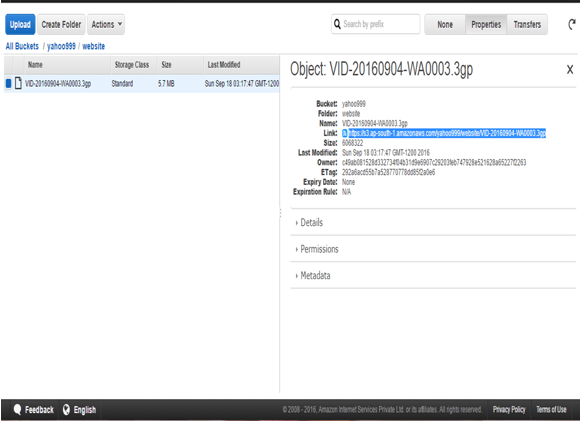 Upload Create Folder Actions Search by prefix None Properties Transfers
All Buckets / yahoo999 / website
Name Storage Class Size Last Modified
VID-20160904-WA0003.3gp Standard 5.7 MB Sun Sep 18 03:17:47 GMT-1200
Object: VID-20160904-WA0003.3gp x
Bucket: yahoo999
Folder: website
Name: VID-20160904-WA0003.3gp
Link: https://s3.ap-south-1.amazonaws.com/yahoo999/website/VID-20160904-WA0003.3gp
Size: 6068322
Last Modified: Sun Sep 18 03:17:47 GMT-1200 2016
Owner:
ETag:
Expiry Date: None
Expiration Rule: N/A
› Details
› Permissions
› Metadata
Feedback English © 2008 - 2016, Amazon Internet Services Private Ltd. or its affiliates. All rights reserved. Privacy Policy Terms of Use